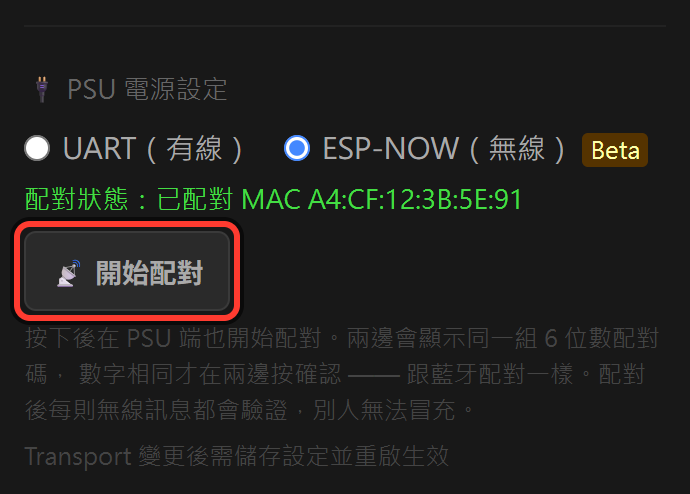 PSU 電源設定
UART（有線） ESP-NOW（無線） Beta
配對狀態：已配對 MAC A4:CF:12:3B:5E:91
開始配對
按下後在 PSU 端也開始配對。兩邊會顯示同一組 6 位數配對
碼， 數字相同才在兩邊按確認 —— 跟藍牙配對一樣。配對
後每則無線訊息都會驗證，別人無法冒充。
Transport 變更後需儲存設定並重啟生效